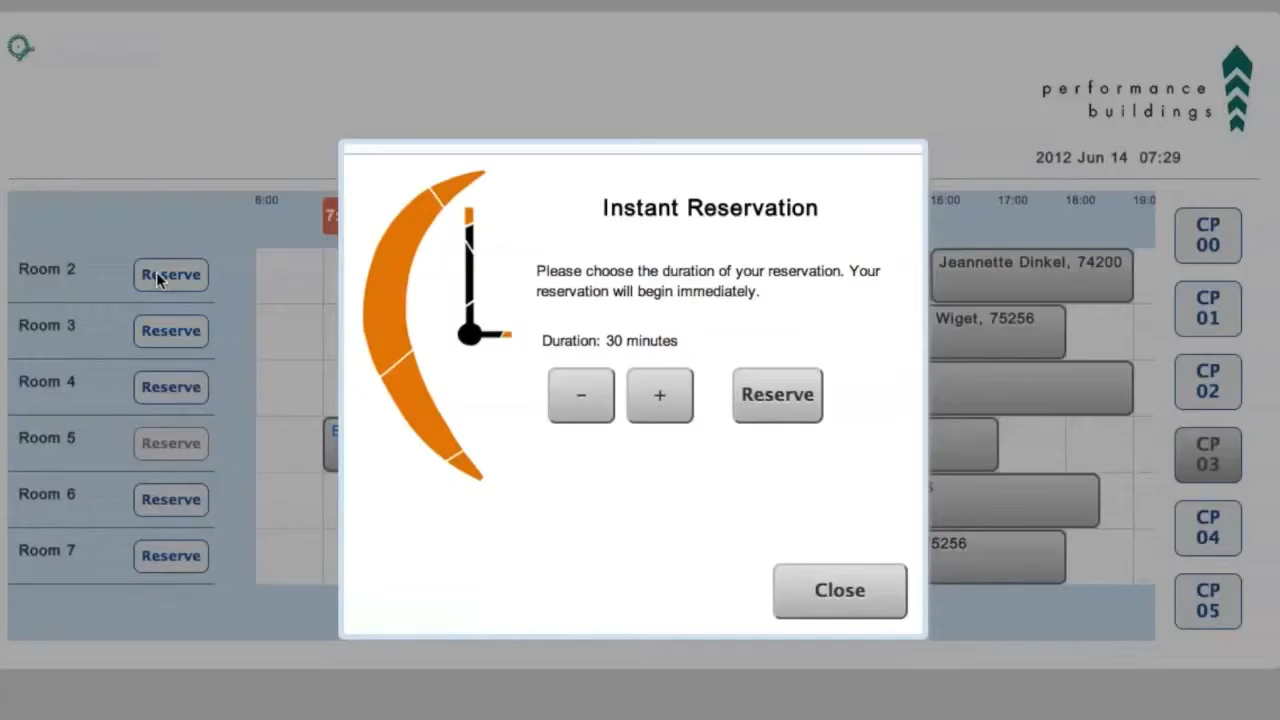 performance
buildings
2012 Jun 14 07:29
6:00
16:00 17:00 18:00
Room 2 Reserve
Room 3 Reserve
Room 4 Reserve
Room 5 Reserve
Room 6 Reserve
Room 7 Reserve
Instant Reservation
Please choose the duration of your reservation. Your
reservation will begin immediately.
Duration: 30 minutes
- + Reserve
Close
Jeannette Dinkel, 74200
Wiget, 75256
5256
CP
00
CP
01
CP
02
CP
03
CP
04
CP
05